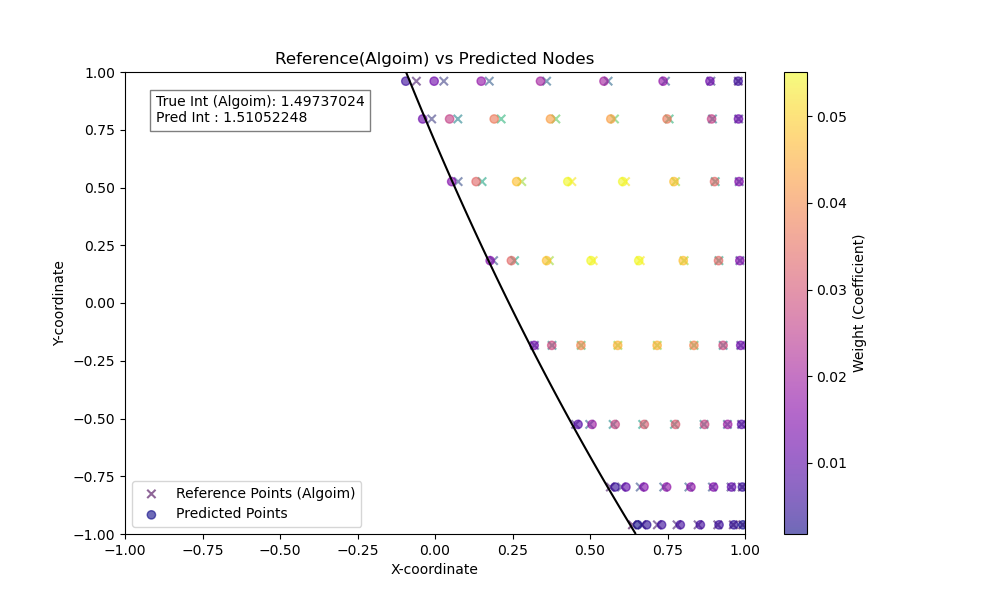 Reference(Algoim) vs Predicted Nodes
True Int (Algoim): 1.49737024
Pred Int : 1.51052248
1.00
0.75
0.50
0.25
0.00
−0.25
−0.50
−0.75
−1.00
Y-coordinate
Reference Points (Algoim)
Predicted Points
−1.00 −0.75 −0.50 −0.25 0.00 0.25 0.50 0.75 1.00
X-coordinate
0.05
0.04
0.03
0.02
0.01
Weight (Coefficient)